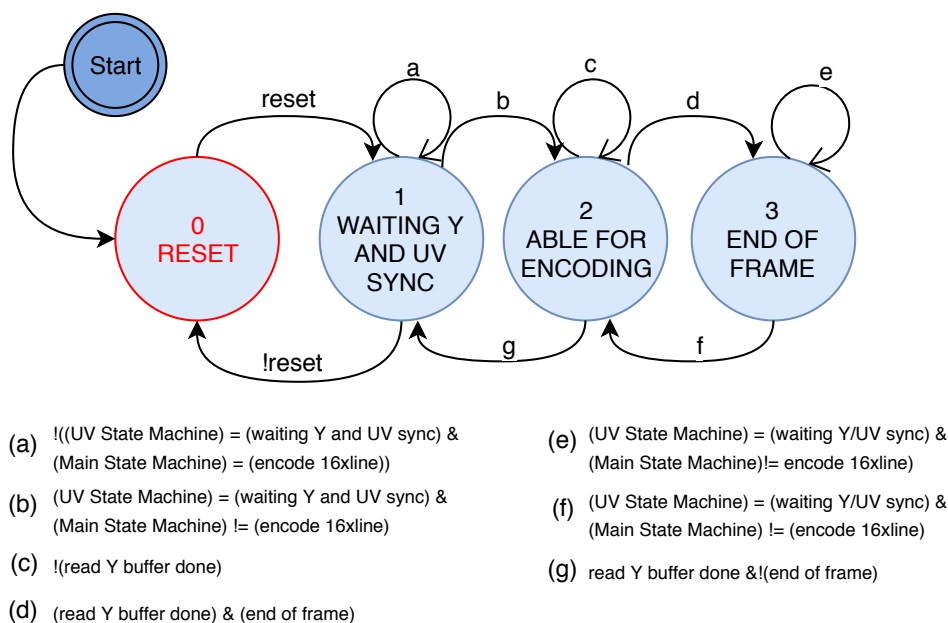 Start
a
c
e
reset
b
d
0
RESET
1
WAITING Y
AND UV
SYNC
2
ABLE FOR
ENCODING
3
END OF
FRAME
!reset
g
f
(a) !((UV State Machine) = (waiting Y and UV sync) &
(Main State Machine) = (encode 16xline))
(b) (UV State Machine) = (waiting Y and UV sync) &
(Main State Machine) != (encode 16xline)
(c) !(read Y buffer done)
(d) (read Y buffer done) & (end of frame)
(e) (UV State Machine) = (waiting Y/UV sync) &
(Main State Machine)!= encode 16xline)
(f) (UV State Machine) = (waiting Y/UV sync) &
(Main State Machine) != (encode 16xline)
(g) read Y buffer done &!(end of frame)